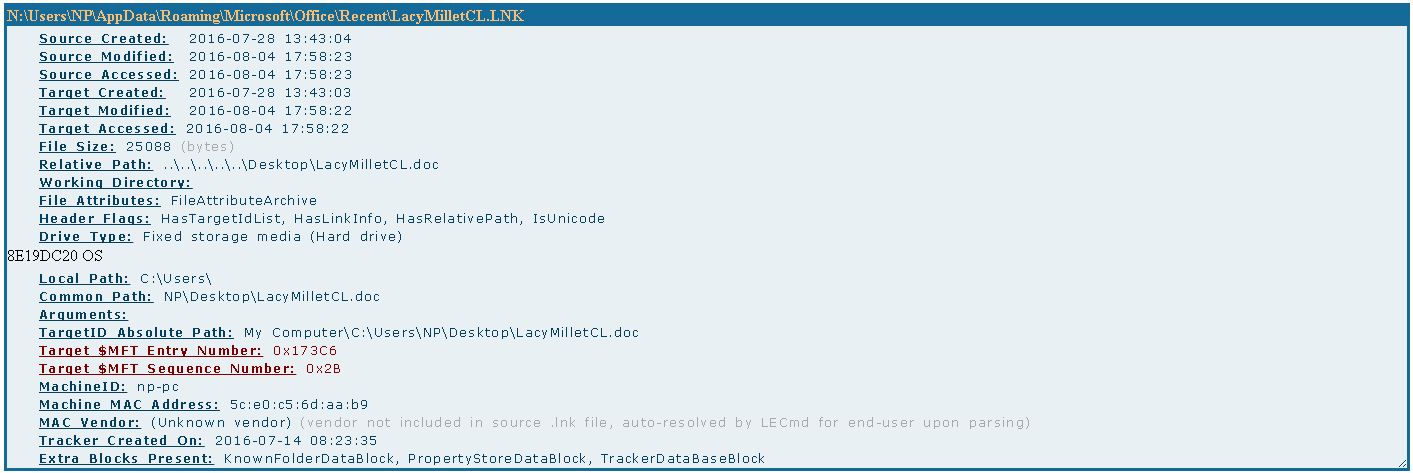 N:\Users\NP\AppData\Roaming\Microsoft\Office\Recent\LacyMilletCL.LNK
Source Created: 2016-07-28 13:43:04
Source Modified: 2016-08-04 17:58:23
Source Accessed: 2016-08-04 17:58:23
Target Created: 2016-07-28 13:43:03
Target Modified: 2016-08-04 17:58:22
Target Accessed: 2016-08-04 17:58:22
File Size: 25088 (bytes)
Relative Path: ..\..\..\..\..\Desktop\LacyMilletCL.doc
Working Directory:
File Attributes: FileAttributeArchive
Header Flags: HasTargetIdList, HasLinkInfo, HasRelativePath, IsUnicode
Drive Type: Fixed storage media (Hard drive)
8E19DC20 OS
Local Path: C:\Users\
Common Path: NP\Desktop\LacyMilletCL.doc
Arguments:
TargetID Absolute Path: My Computer\C:\Users\NP\Desktop\LacyMilletCL.doc
Target $MFT Entry Number: 0x173C6
Target $MFT Sequence Number: 0x2B
MachineID: np-pc
Machine MAC Address: 5c:e0:c5:6d:aa:b9
MAC Vendor: (Unknown vendor) (vendor not included in source .lnk file, auto-resolved by LECmd for end-user upon parsing)
Tracker Created On: 2016-07-14 08:23:35
Extra Blocks Present: KnownFolderDataBlock, PropertyStoreDataBlock, TrackerDataBaseBlock